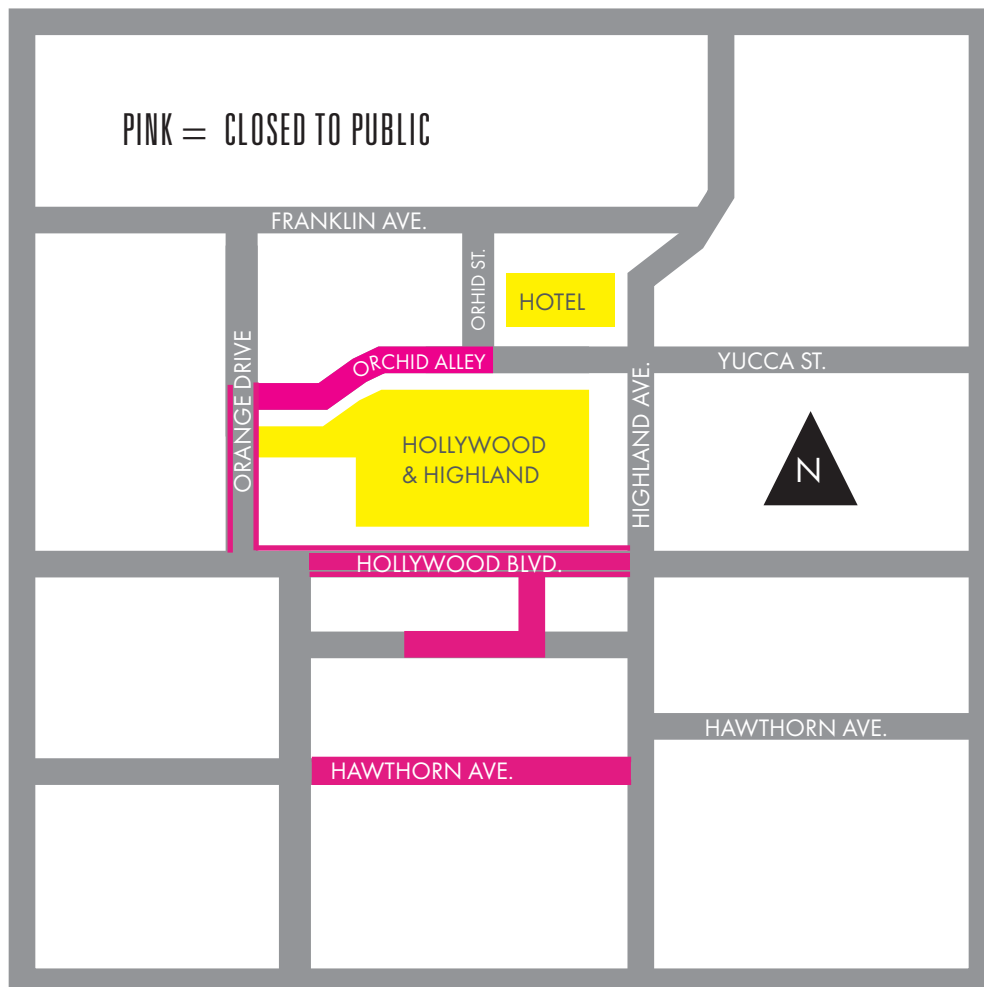 PINK = CLOSED TO PUBLIC
FRANKLIN AVE.
ORHID ST.
HOTEL
ORANGE DRIVE
ORCHID ALLEY
YUCCA ST.
HOLLYWOOD
& HIGHLAND
HIGHLAND AVE.
N
HOLLYWOOD BLVD.
HAWTHORN AVE.
HAWTHORN AVE.